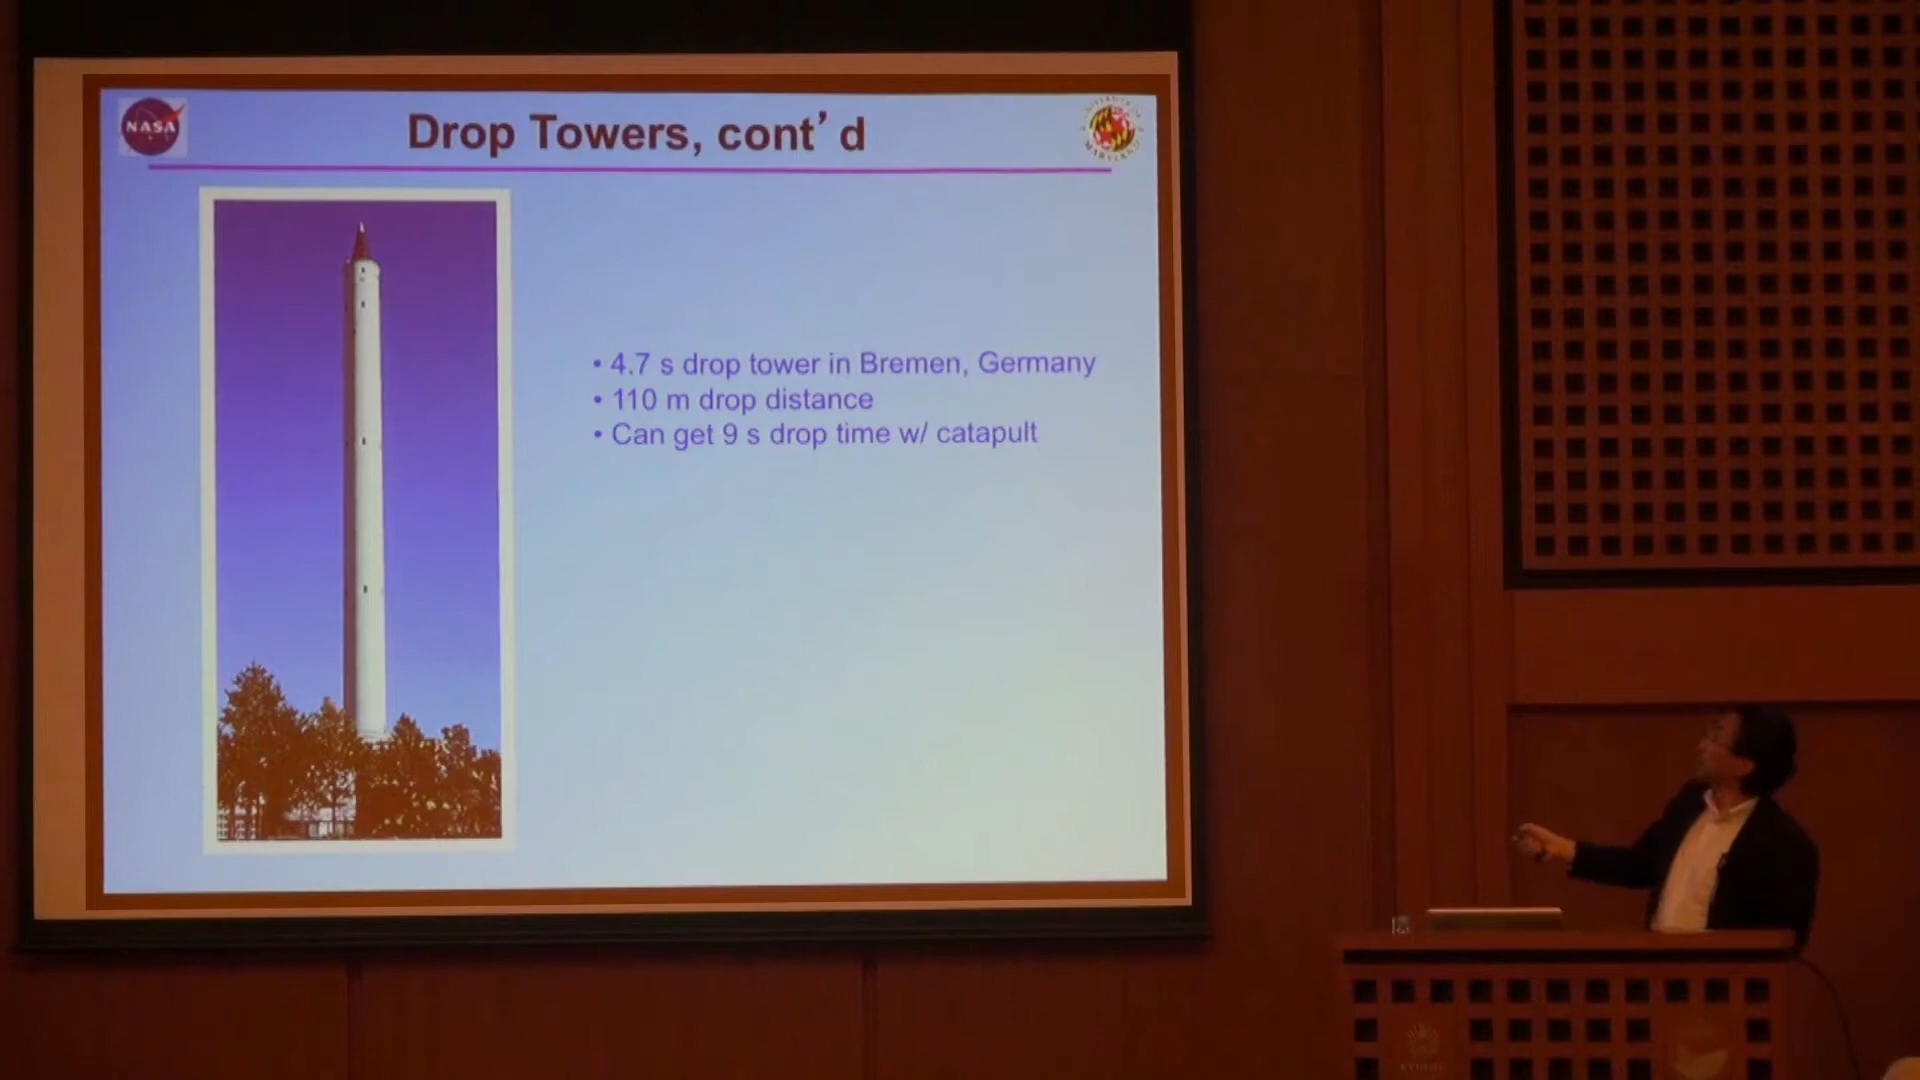 NASA
Drop Towers, cont’d
MARYLAND
• 4.7 s drop tower in Bremen, Germany
• 110 m drop distance
• Can get 9 s drop time w/ catapult